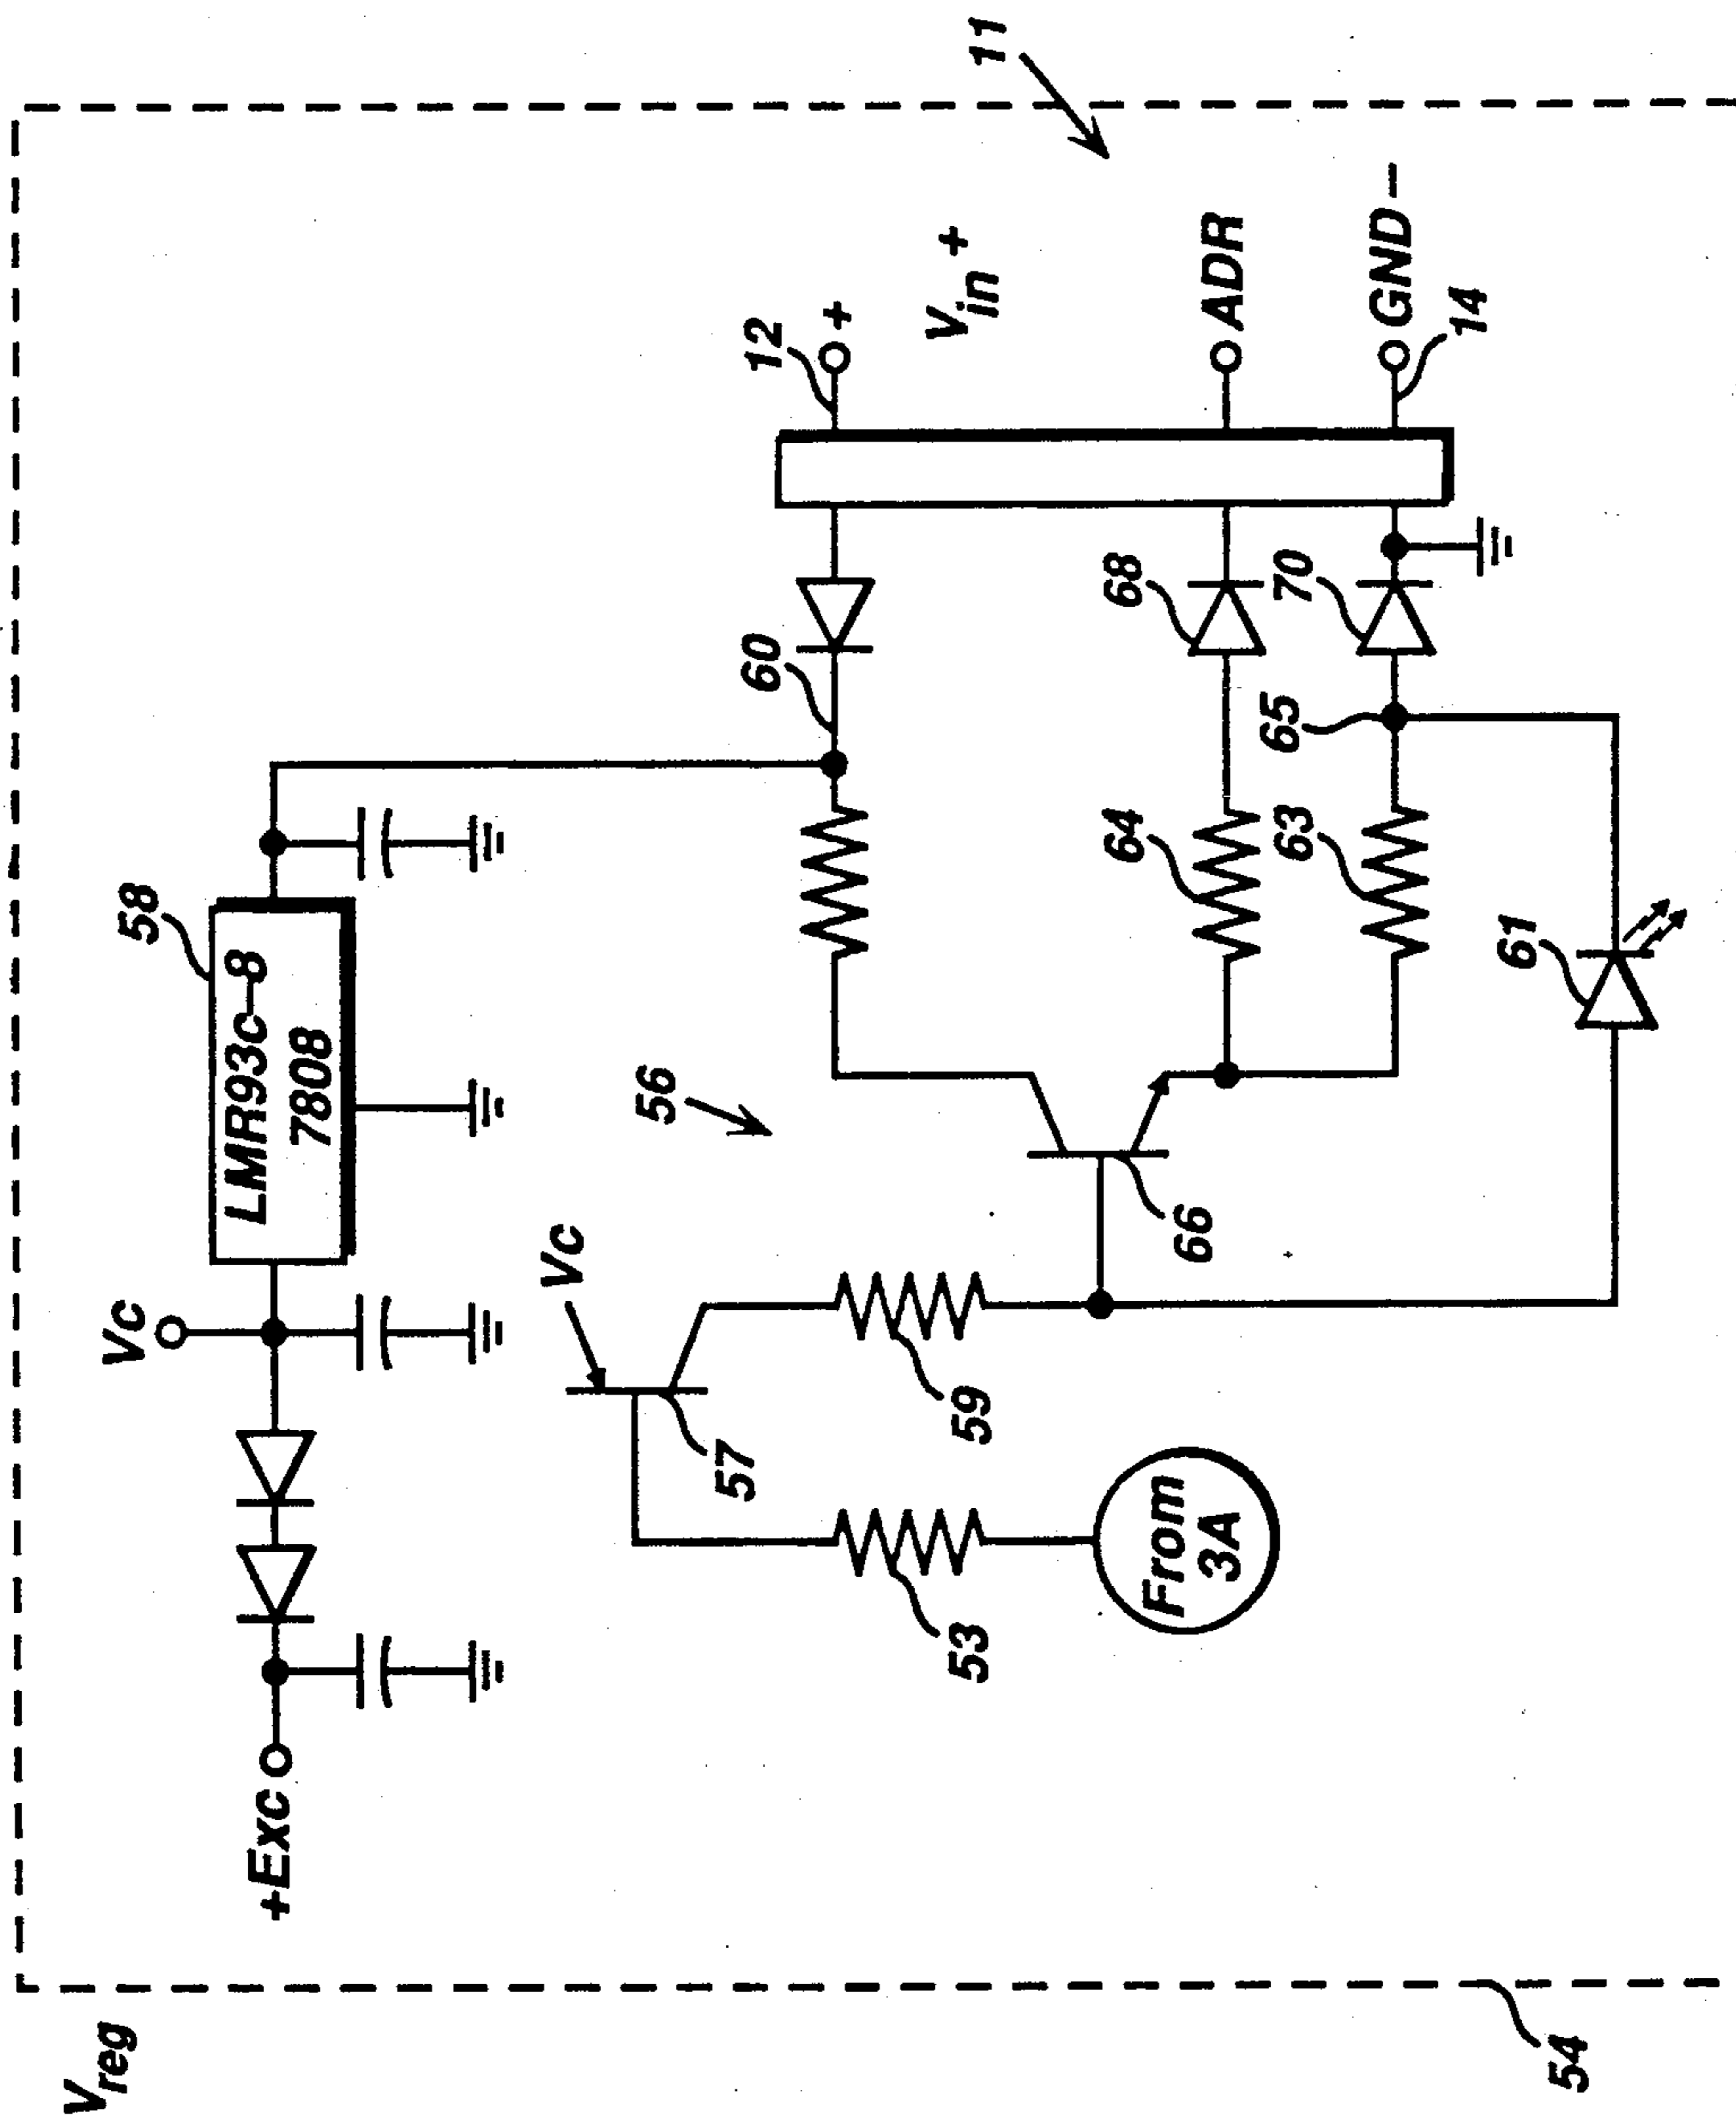 Vreg
Vc
58
LMR93c–8
7808
+Exc
Vc
56
57
60
12
+
Vin +
53
59
11
64
68
From
3A
66
ADR
65
63
70
GND –
14
61
54